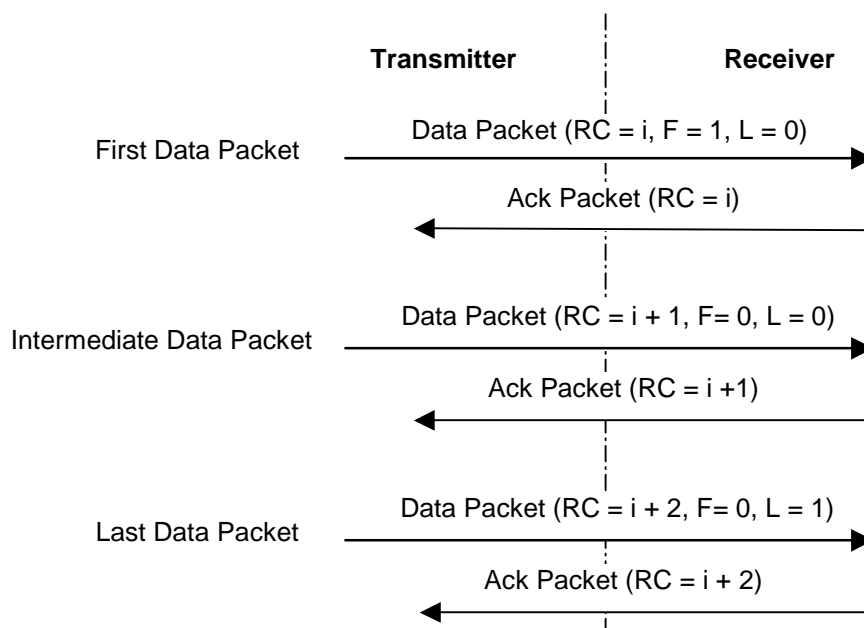 Transmitter Receiver
Data Packet (RC = i, F = 1, L = 0)
First Data Packet
Ack Packet (RC = i)
Data Packet (RC = i + 1, F= 0, L = 0)
Intermediate Data Packet
Ack Packet (RC = i +1)
Data Packet (RC = i + 2, F= 0, L = 1)
Last Data Packet
Ack Packet (RC = i + 2)